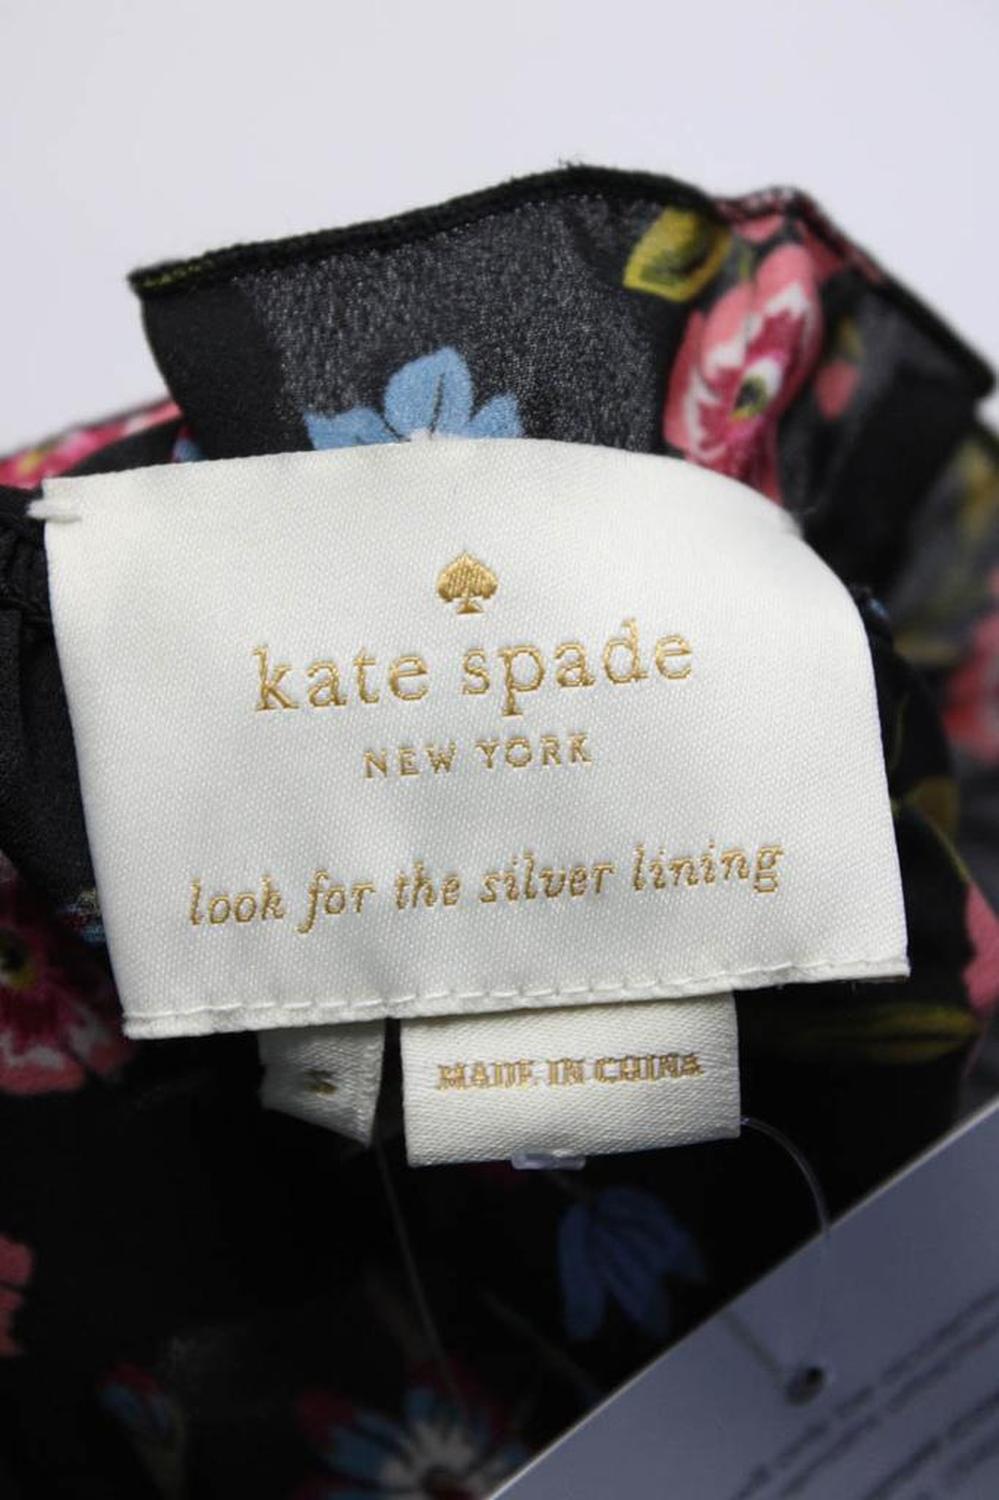 kate spade
NEW YORK
look for the silver lining
MADE IN CHINA